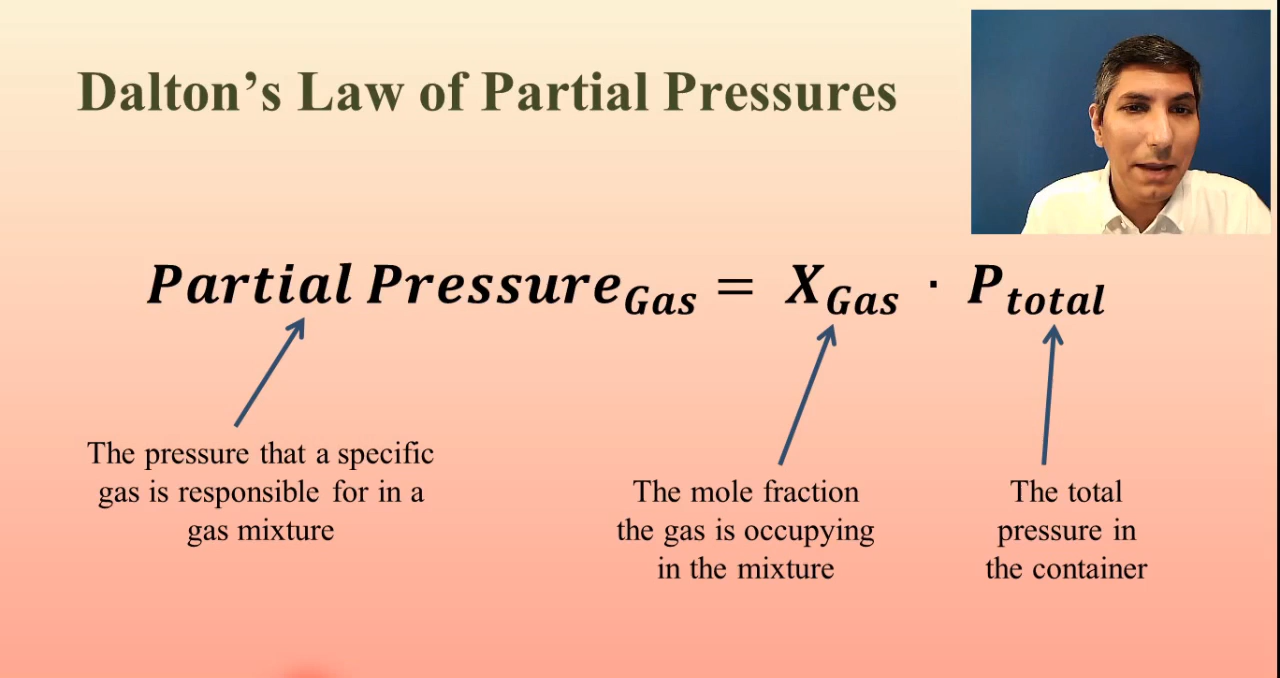 Dalton’s Law of Partial Pressures
Partial Pressure_Gas = X_Gas · P_total
The pressure that a specific
gas is responsible for in a
gas mixture
The mole fraction
the gas is occupying
in the mixture
The total
pressure in
the container